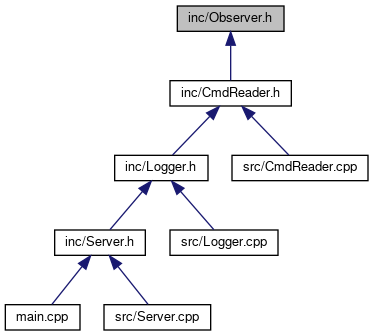 inc/Observer.h
inc/CmdReader.h
inc/Logger.h
src/CmdReader.cpp
inc/Server.h
src/Logger.cpp
main.cpp
src/Server.cpp